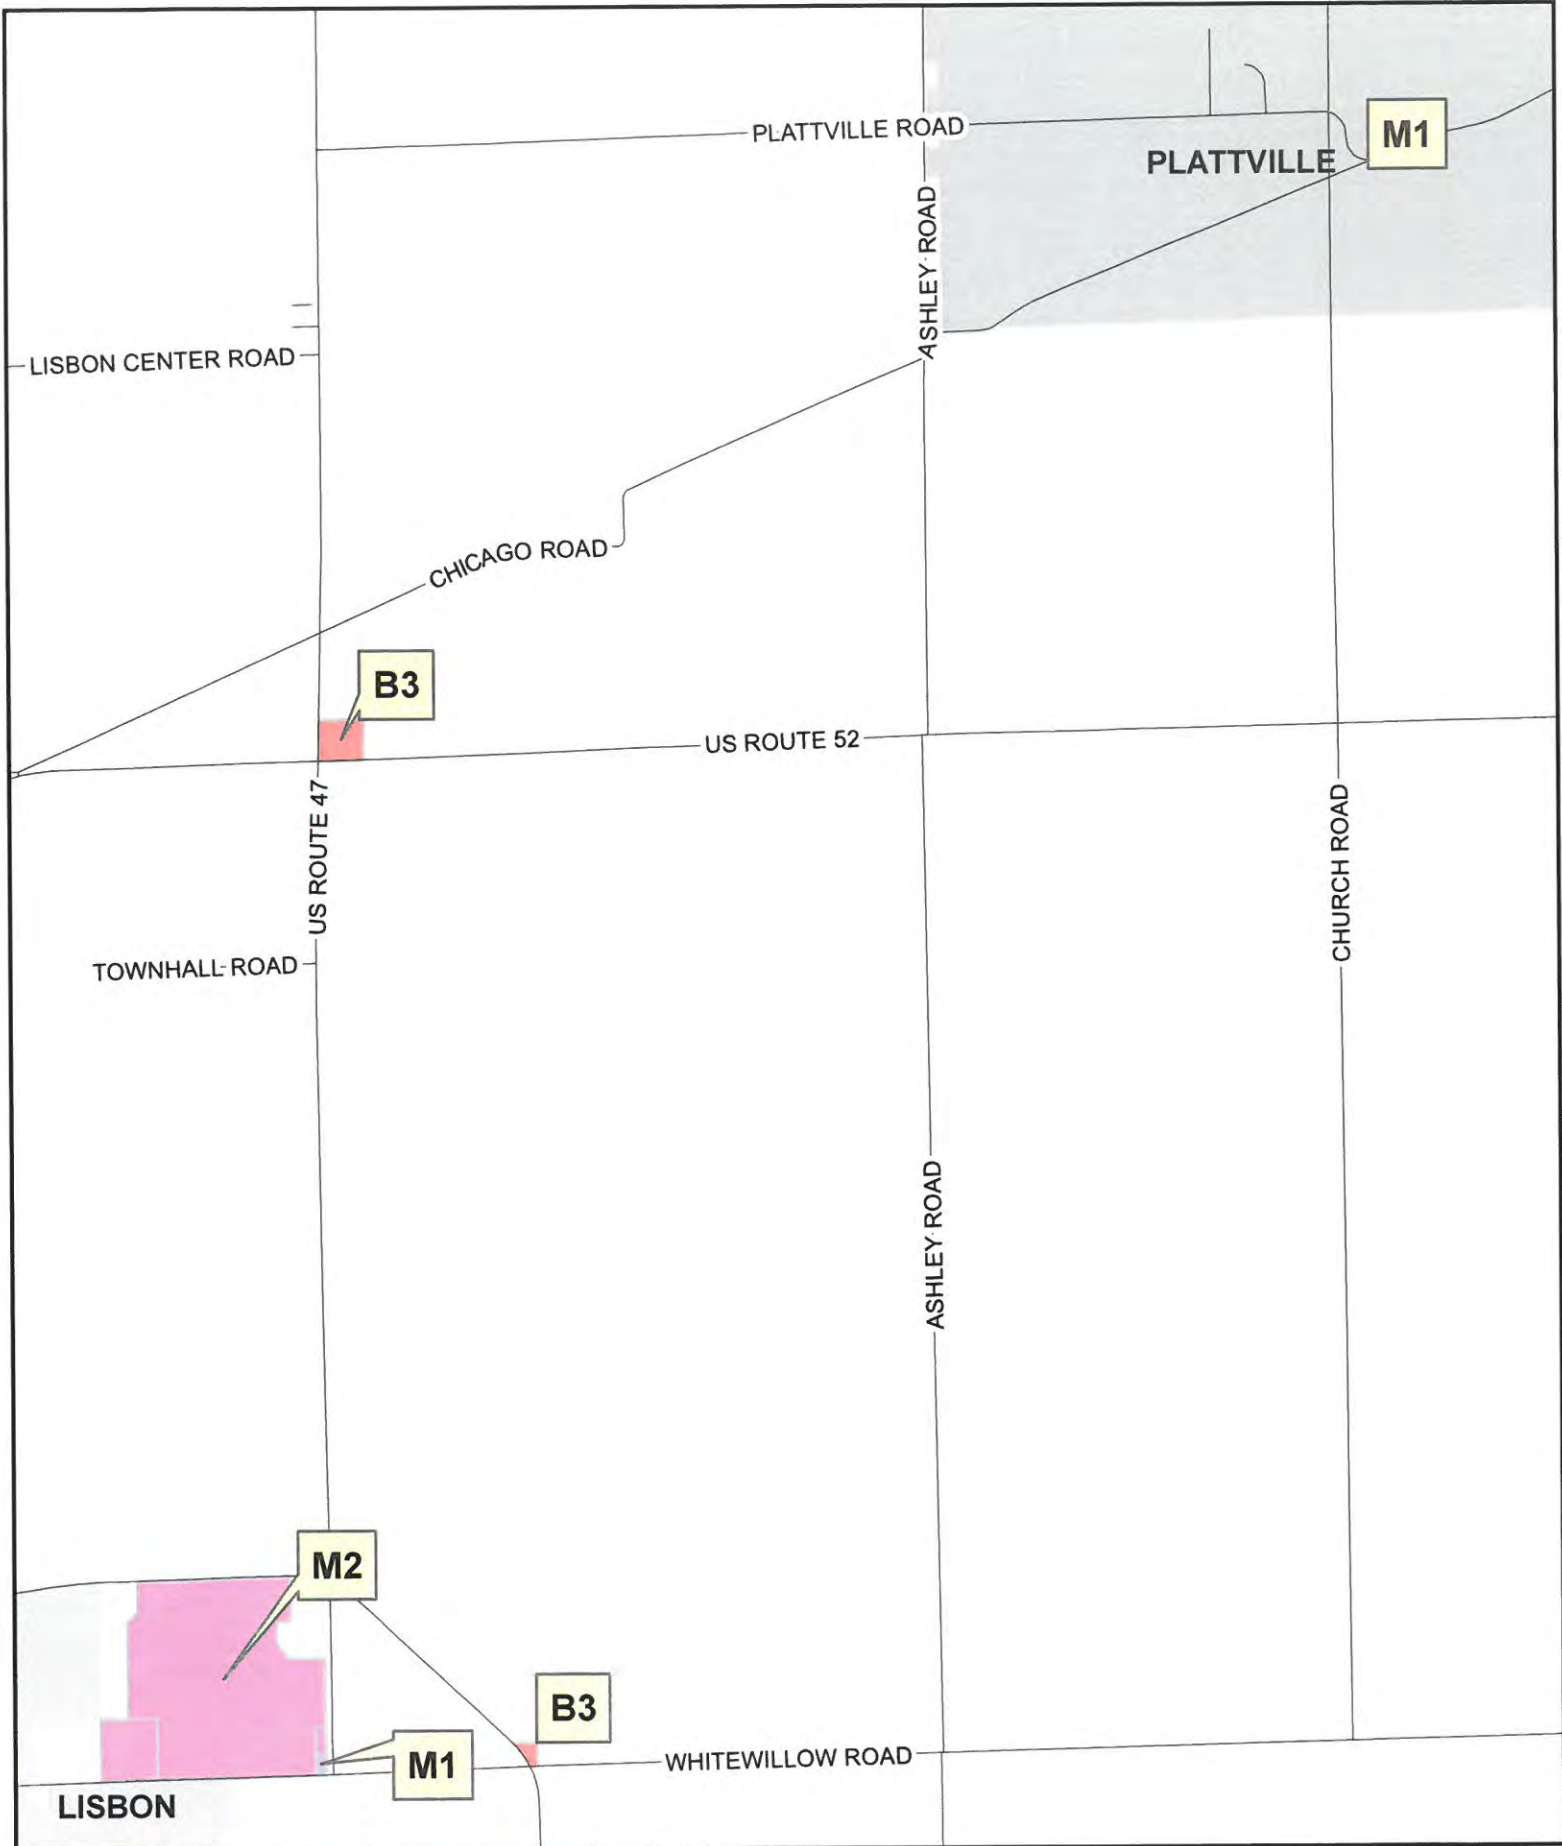 PLATTVILLE ROAD
M1
PLATTVILLE
ASHLEY ROAD
LISBON CENTER ROAD
CHICAGO ROAD
B3
US ROUTE 52
US ROUTE 47
CHURCH ROAD
TOWNHALL ROAD
ASHLEY ROAD
M2
B3
M1
WHITEWILLOW ROAD
LISBON